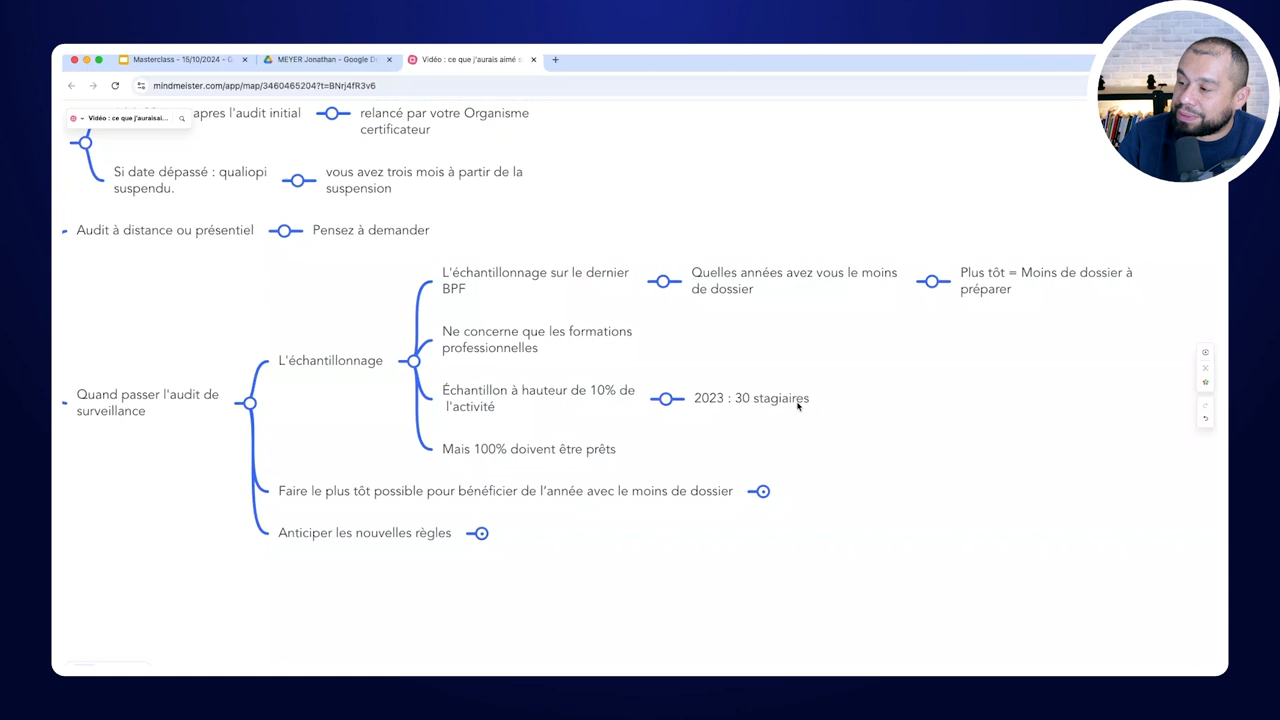 Masterclass - 15/10/2024 - G
MEYER Jonathan - Google D
Vidéo : ce que j'aurais aimé s
mindmeister.com/app/map/3460465204?t=BNrj4fR3v6
Vidéo : ce que j'auraisai...
apres l'audit initial
relancé par votre Organisme
certificateur
Si date dépassé : qualiopi
suspendu.
vous avez trois mois à partir de la
suspension
Audit à distance ou présentiel
Pensez à demander
L'échantillonnage sur le dernier
BPF
Quelles années avez vous le moins
de dossier
Plus tôt = Moins de dossier à
préparer
Ne concerne que les formations
professionnelles
L'échantillonnage
Quand passer l'audit de
surveillance
Échantillon à hauteur de 10% de
l'activité
2023 : 30 stagiaires
Mais 100% doivent être prêts
Faire le plus tôt possible pour bénéficier de l'année avec le moins de dossier
Anticiper les nouvelles règles